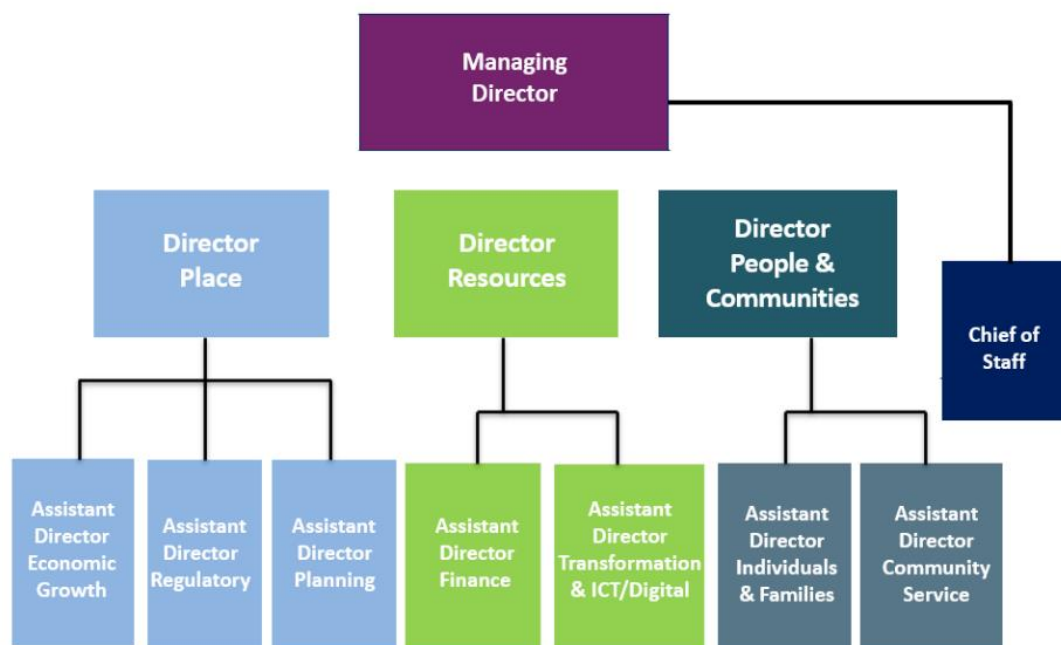 Managing
Director
Director
Place
Director
Resources
Director
People &
Communities
Chief of
Staff
Assistant
Director
Economic
Growth
Assistant
Director
Regulatory
Assistant
Director
Planning
Assistant
Director
Finance
Assistant
Director
Transformation
& ICT/Digital
Assistant
Director
Individuals
& Families
Assistant
Director
Community
Service